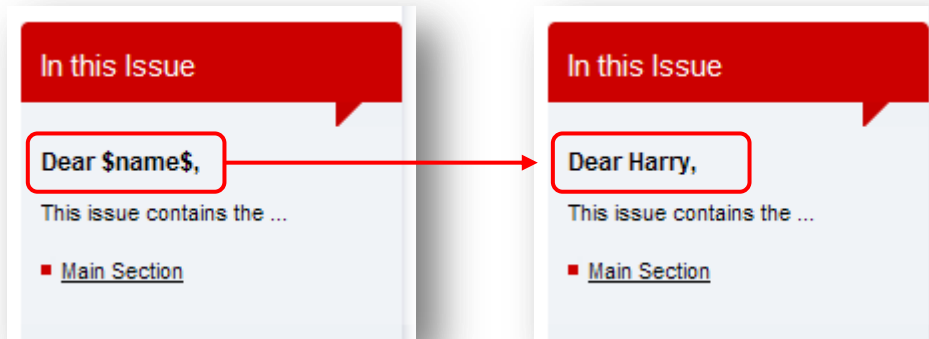 In this Issue
Dear $name$,
This issue contains the ...
Main Section
In this Issue
Dear Harry,
This issue contains the ...
Main Section